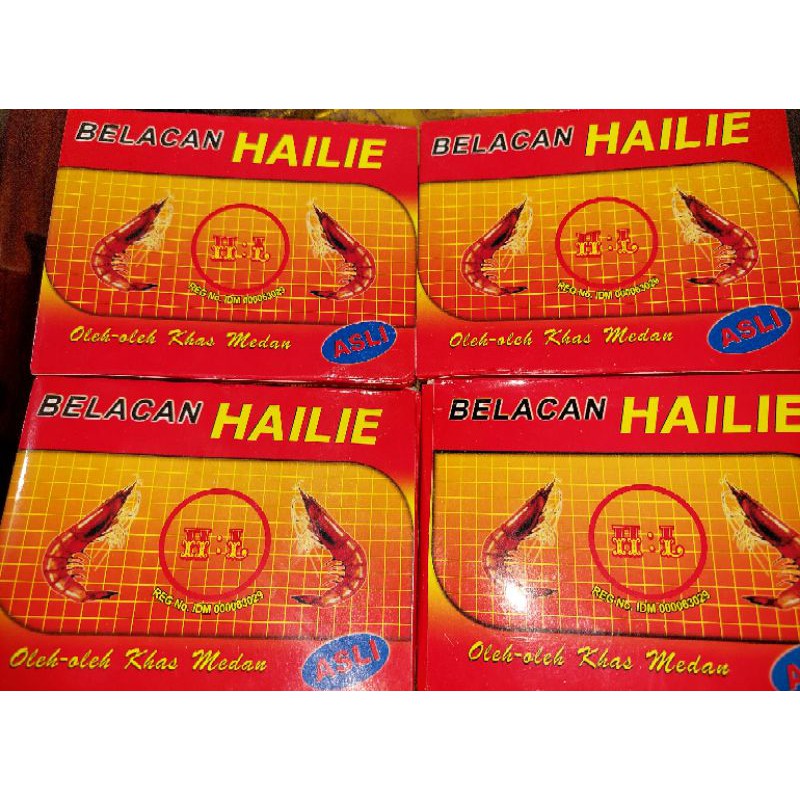 BELACAN HAILIE
H:L
REG No. IDM 000063029
Oleh-oleh Khas Medan
ASLI
BELACAN HAILIE
H:L
REG No. IDM 000063029
Oleh-oleh Khas Medan
ASLI
BELACAN HAILIE
H:L
REG No. IDM 000063029
Oleh-oleh Khas Medan
ASLI
BELACAN HAILIE
H:L
REG No. IDM 000063029
Oleh-oleh Khas Medan